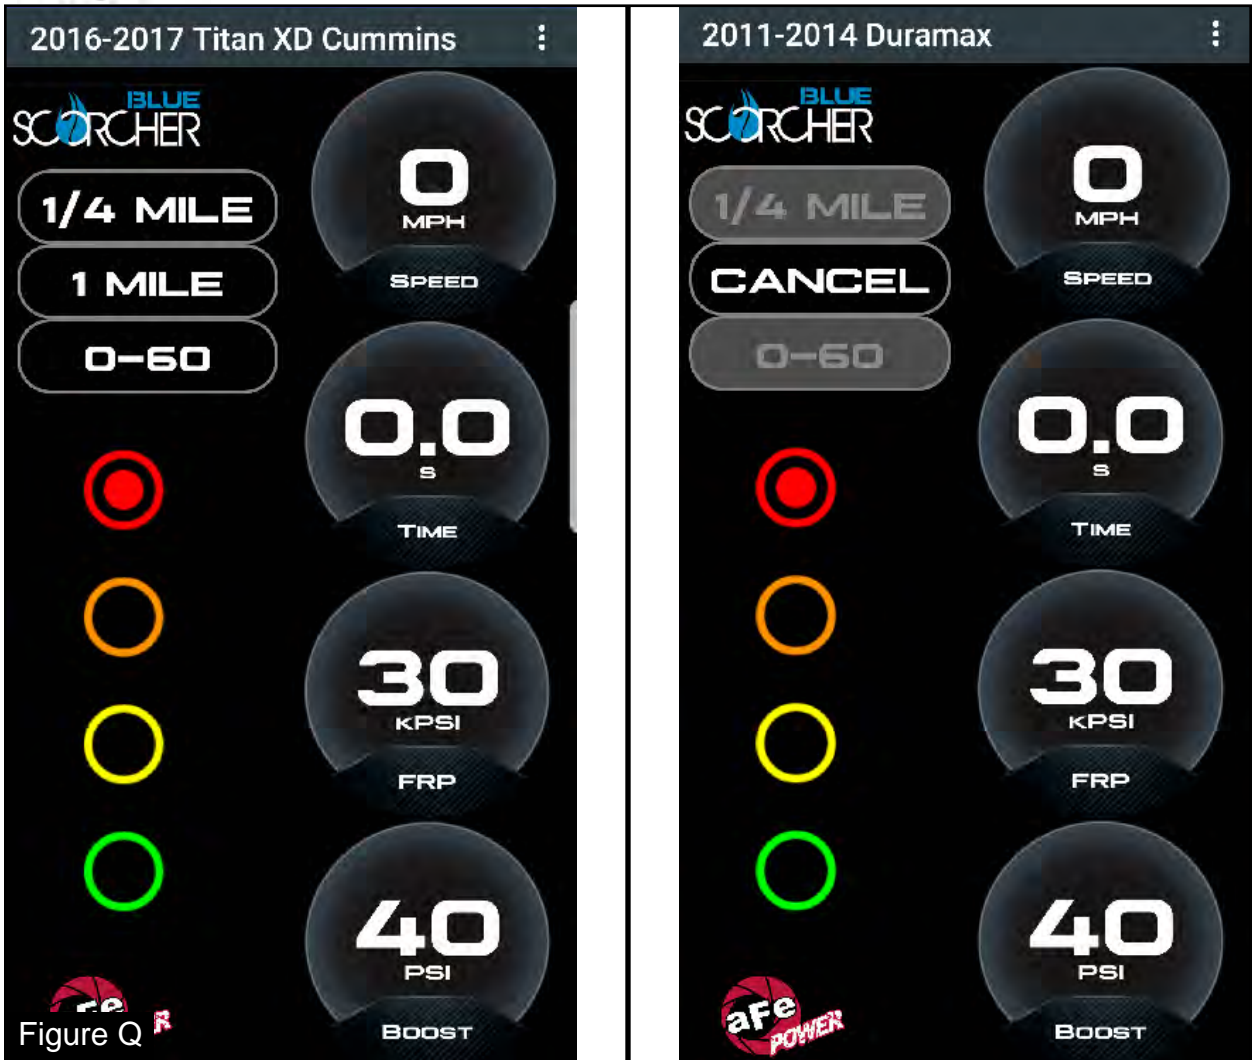 2016-2017 Titan XD Cummins
BLUE
SCORCHER
1/4 MILE
1 MILE
0-60
0
MPH
SPEED
0.0
S
TIME
30
KPSI
FRP
40
PSI
BOOST
Figure Q
2011-2014 Duramax
BLUE
SCORCHER
1/4 MILE
CANCEL
0-60
0
MPH
SPEED
0.0
S
TIME
30
KPSI
FRP
40
PSI
BOOST
aFe
POWER